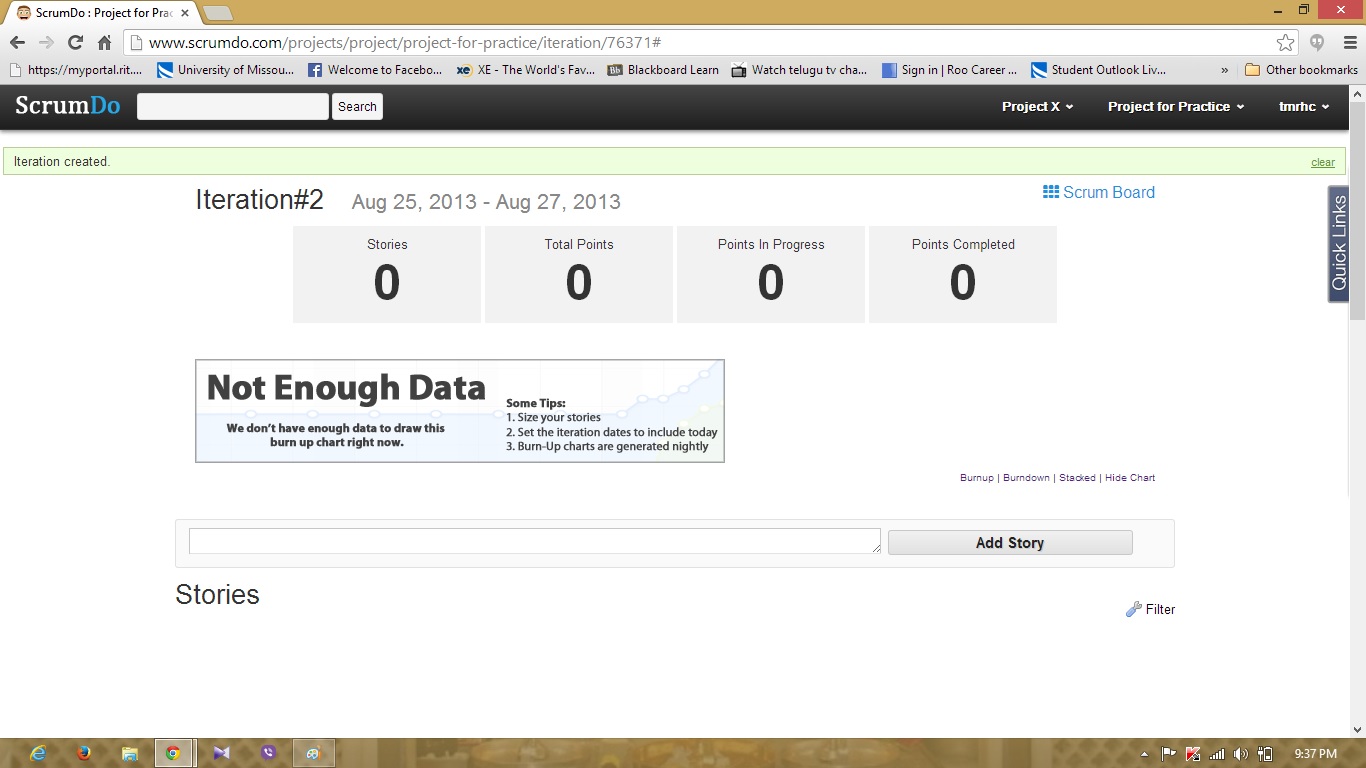 ScrumDo : Project for Prac
www.scrumdo.com/projects/project/project-for-practice/iteration/76371#
https://myportal.rit.... University of Missou... Welcome to Facebo... XE - The World's Fav... Bb Blackboard Learn Watch telugu tv cha... Sign in | Roo Career ... Student Outlook Liv... » Other bookmarks
ScrumDo Search Project X Project for Practice tmrhc
Iteration created. clear
Iteration#2 Aug 25, 2013 - Aug 27, 2013 Scrum Board
Quick Links
Stories Total Points Points In Progress Points Completed
0 0 0 0
Not Enough Data
We don't have enough data to draw this
burn up chart right now.
Some Tips:
1. Size your stories
2. Set the iteration dates to include today
3. Burn-Up charts are generated nightly
Burnup | Burndown | Stacked | Hide Chart
Add Story
Stories
Filter
9:37 PM